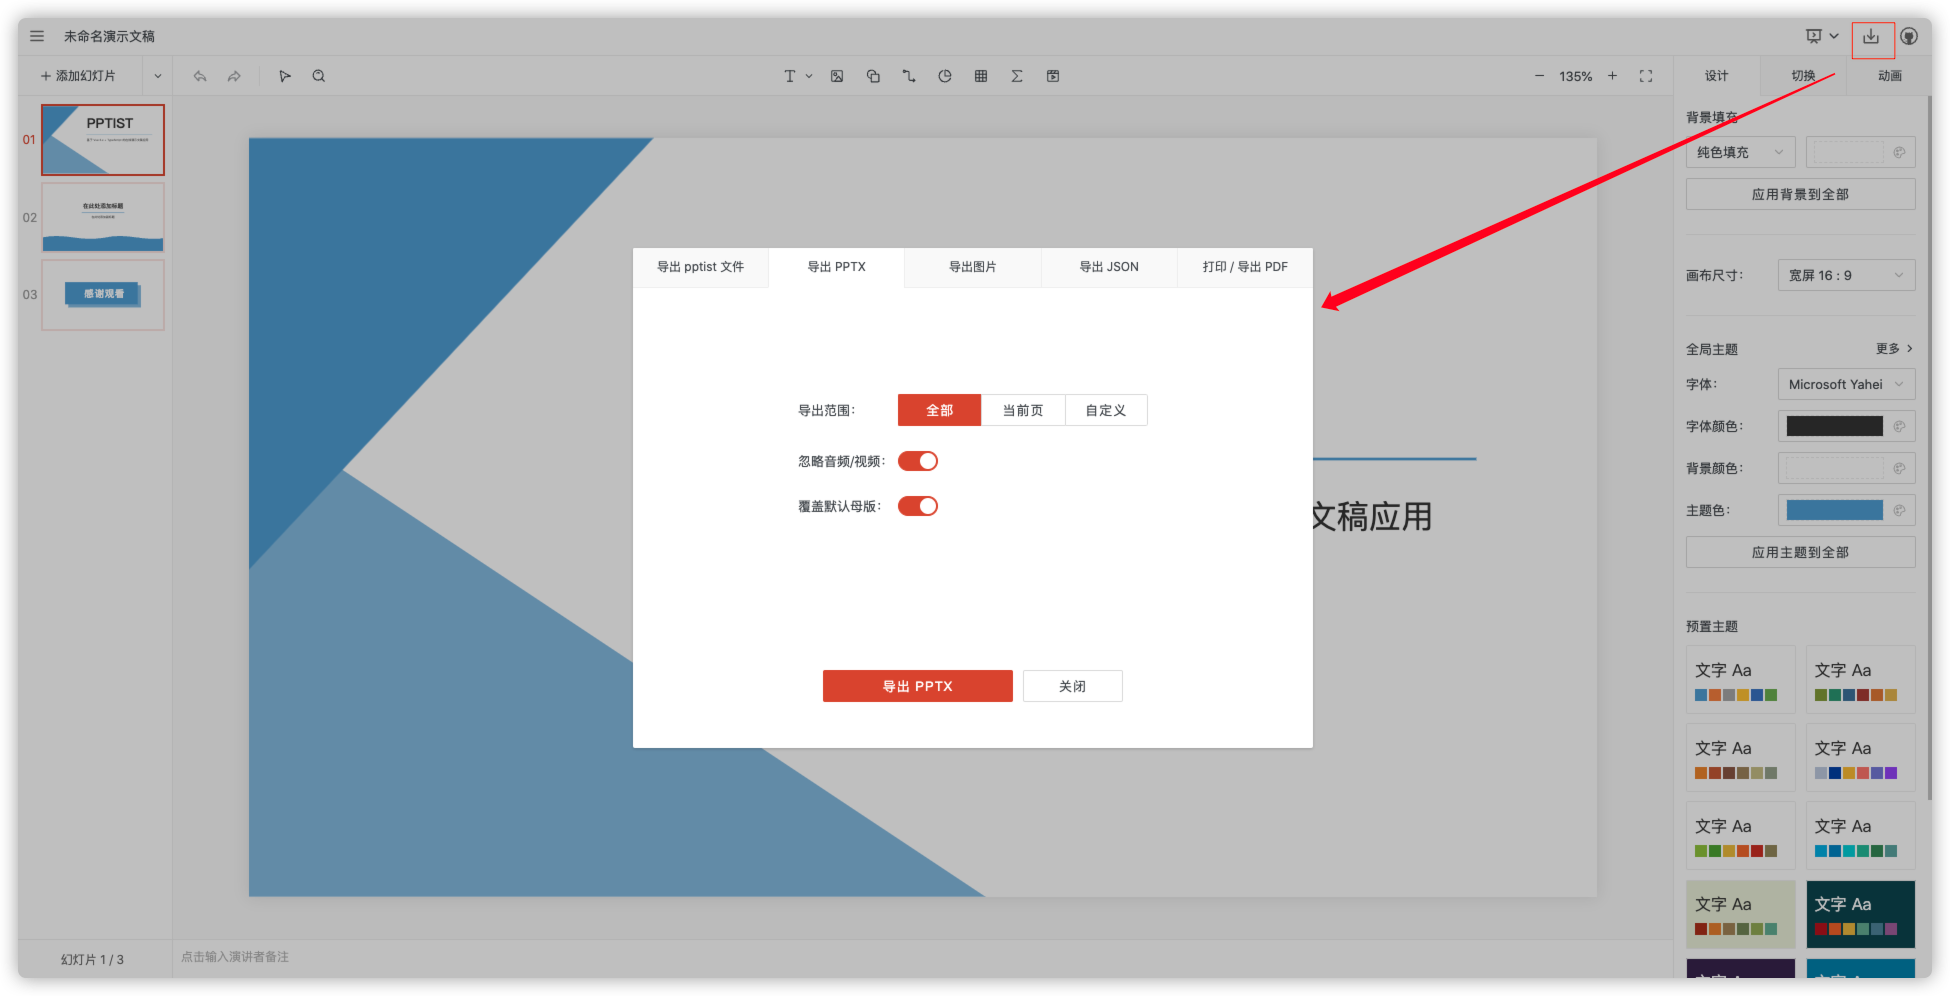 未命名演示文稿
添加幻灯片
T
135%
设计
切换
动画
01
PPTIST
02
在此处添加标题
03
感谢观看
文稿应用
导出 pptist 文件
导出 PPTX
导出图片
导出 JSON
打印 / 导出 PDF
导出范围：
全部
当前页
自定义
忽略音频/视频：
覆盖默认母版：
导出 PPTX
关闭
背景填充
纯色填充
应用背景到全部
画布尺寸：
宽屏 16 : 9
全局主题
更多
字体：
Microsoft Yahei
字体颜色：
背景颜色：
主题色：
应用主题到全部
预置主题
文字 Aa
文字 Aa
文字 Aa
文字 Aa
文字 Aa
文字 Aa
文字 Aa
文字 Aa
幻灯片 1 / 3
点击输入演讲者备注